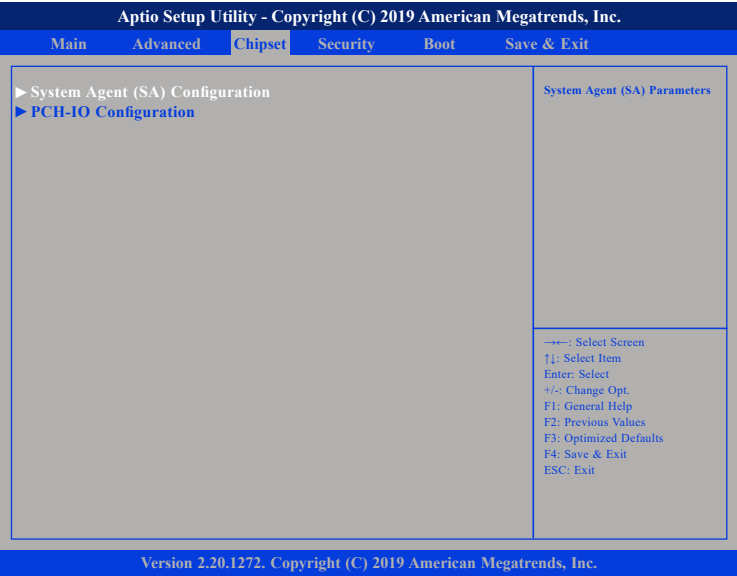 Aptio Setup Utility - Copyright (C) 2019 American Megatrends, Inc.
Main Advanced Chipset Security Boot Save & Exit
►System Agent (SA) Configuration
►PCH-IO Configuration
System Agent (SA) Parameters
→←: Select Screen
↑↓: Select Item
Enter: Select
+/-: Change Opt.
F1: General Help
F2: Previous Values
F3: Optimized Defaults
F4: Save & Exit
ESC: Exit
Version 2.20.1272. Copyright (C) 2019 American Megatrends, Inc.